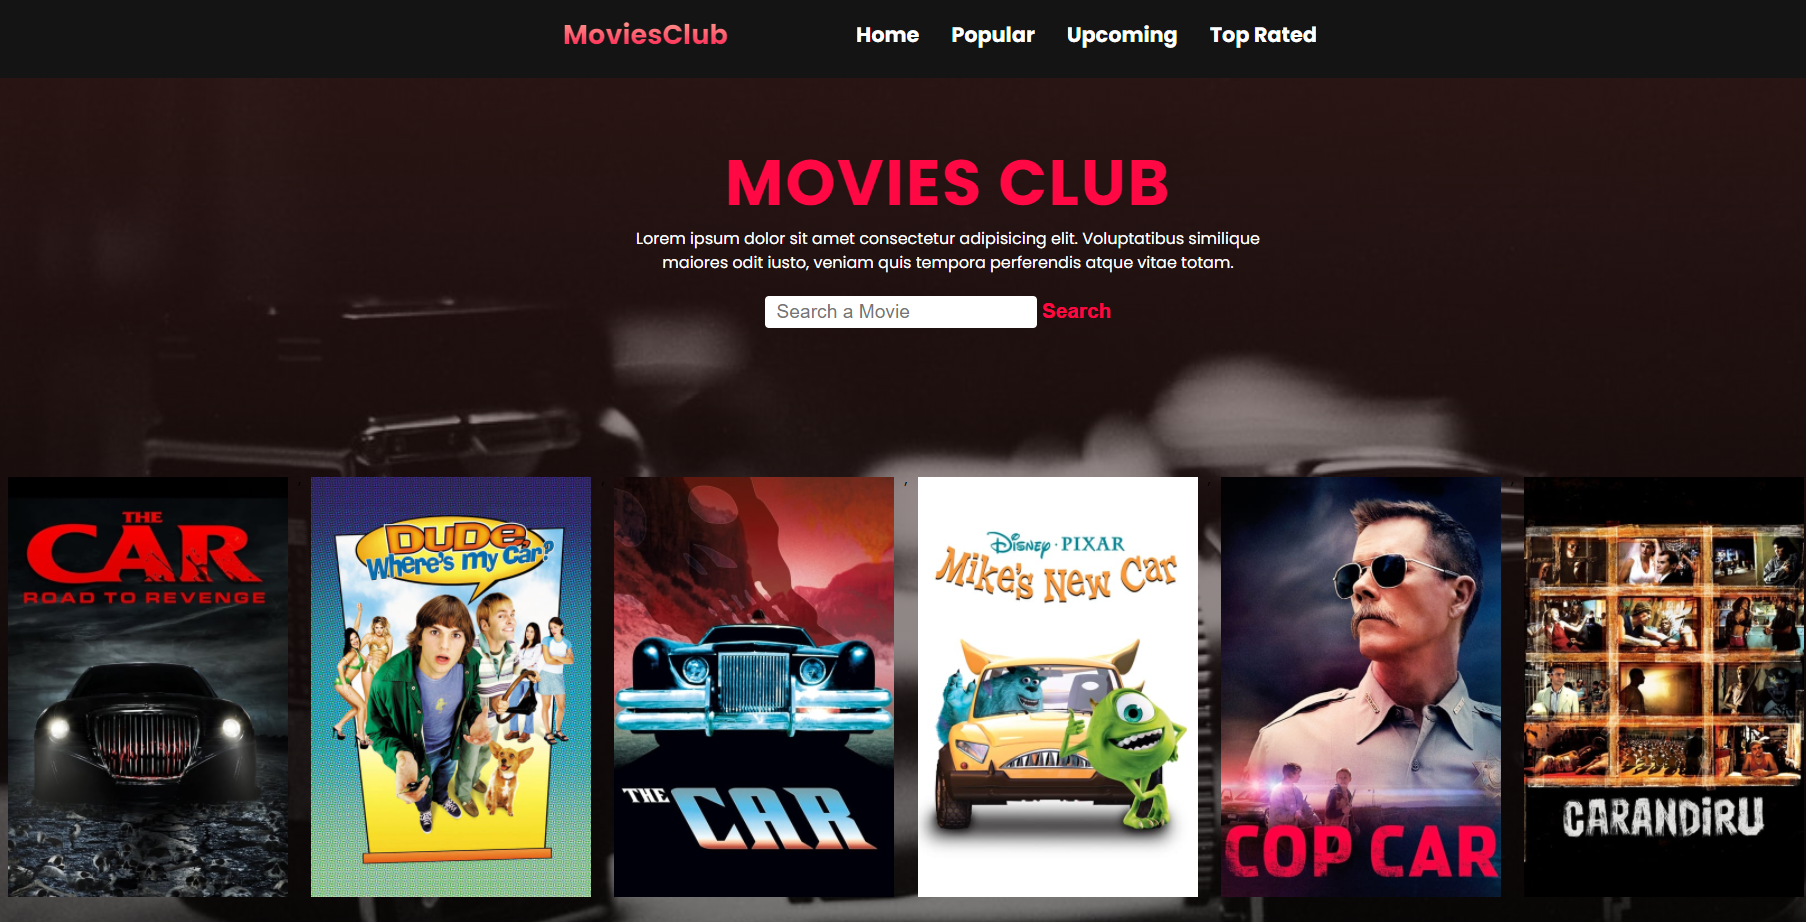 MoviesClub
Home
Popular
Upcoming
Top Rated
MOVIES CLUB
Lorem ipsum dolor sit amet consectetur adipisicing elit. Voluptatibus similique
maiores odit iusto, veniam quis tempora perferendis atque vitae totam.
Search a Movie
Search
THE
CAR
ROAD TO REVENGE
DUDE,
Where's my Car?
THE CAR
Disney · PIXAR
Mike's New Car
COP CAR
CARANDiRU